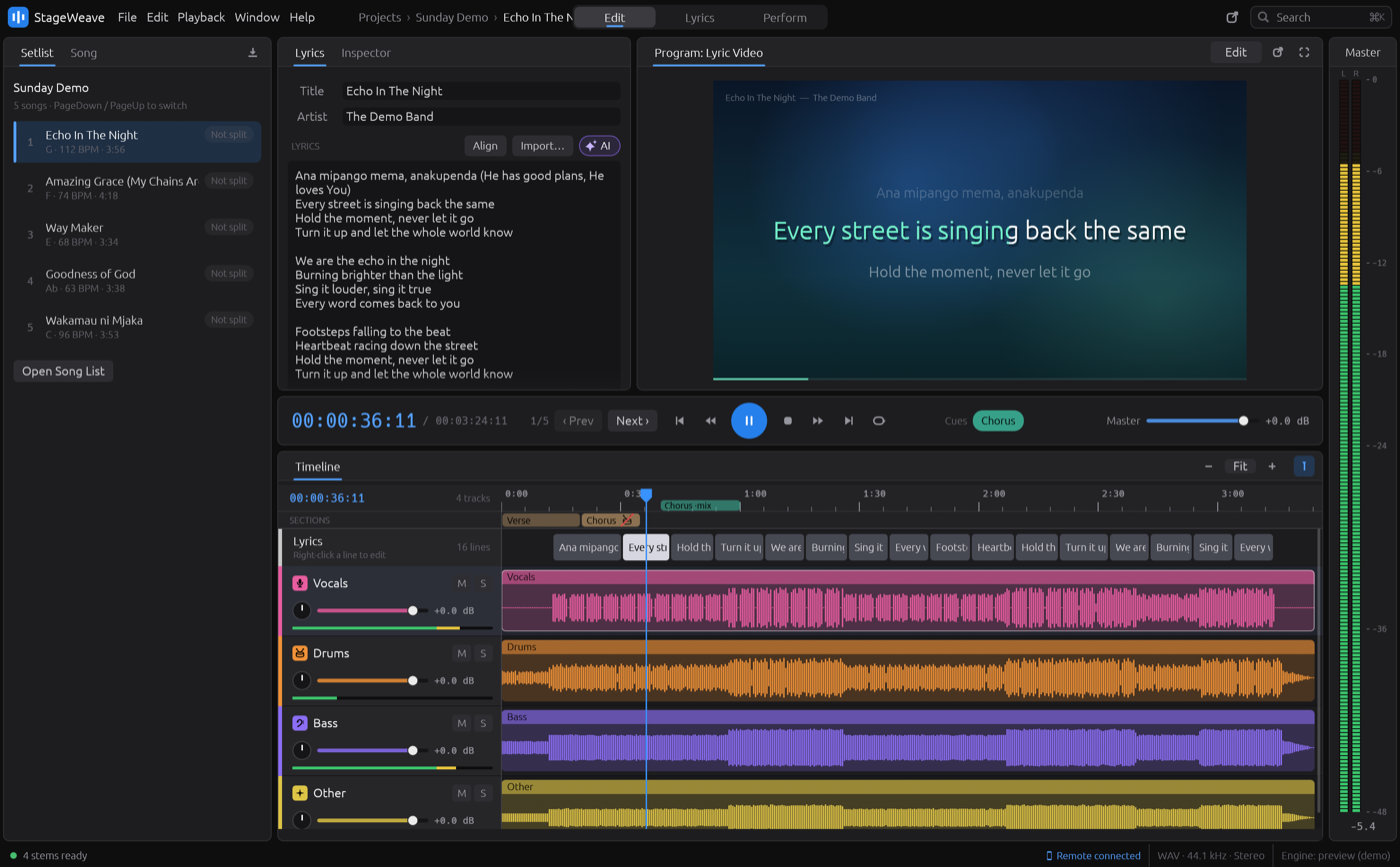 StageWeave File Edit Playback Window Help
Projects › Sunday Demo › Echo In The N
Edit Lyrics Perform
Search ⌘K
Setlist Song
Sunday Demo
5 songs · PageDown / PageUp to switch
1 Echo In The Night Not split
G · 112 BPM · 3:56
2 Amazing Grace (My Chains Ar Not split
F · 74 BPM · 4:18
3 Way Maker Not split
E · 68 BPM · 3:34
4 Goodness of God Not split
Ab · 63 BPM · 3:38
5 Wakamau ni Mjaka Not split
C · 96 BPM · 3:53
Open Song List
Lyrics Inspector
Title Echo In The Night
Artist The Demo Band
LYRICS Align Import… AI
Ana mipango mema, anakupenda (He has good plans, He
loves You)
Every street is singing back the same
Hold the moment, never let it go
Turn it up and let the whole world know
We are the echo in the night
Burning brighter than the light
Sing it louder, sing it true
Every word comes back to you
Footsteps falling to the beat
Heartbeat racing down the street
Hold the moment, never let it go
Turn it up and let the whole world know
Program: Lyric Video Edit
Echo In The Night — The Demo Band
Ana mipango mema, anakupenda
Every street is singing back the same
Hold the moment, never let it go
Master
L R
- 0
- -6
- -12
- -18
- -24
- -36
- -48
-5.4
00:00:36:11 / 00:03:24:11 1/5 ‹ Prev Next ›
Cues Chorus Master +0.0 dB
Timeline − Fit +
00:00:36:11 4 tracks
0:00 0:3 1:00 1:30 2:00 2:30 3:00
Chorus mix
SECTIONS Verse Chorus
Lyrics 16 lines
Right-click a line to edit
Ana mipango Every stu Hold th Turn it up We are Burning Sing it Every Footst Heartb Hold th Turn it up We are Burning Sing it Every
Vocals M S
+0.0 dB
Vocals
Drums M S
+0.0 dB
Drums
Bass M S
+0.0 dB
Bass
Other M S
+0.0 dB
Other
4 stems ready
Remote connected WAV · 44.1 kHz · Stereo Engine: preview (demo)